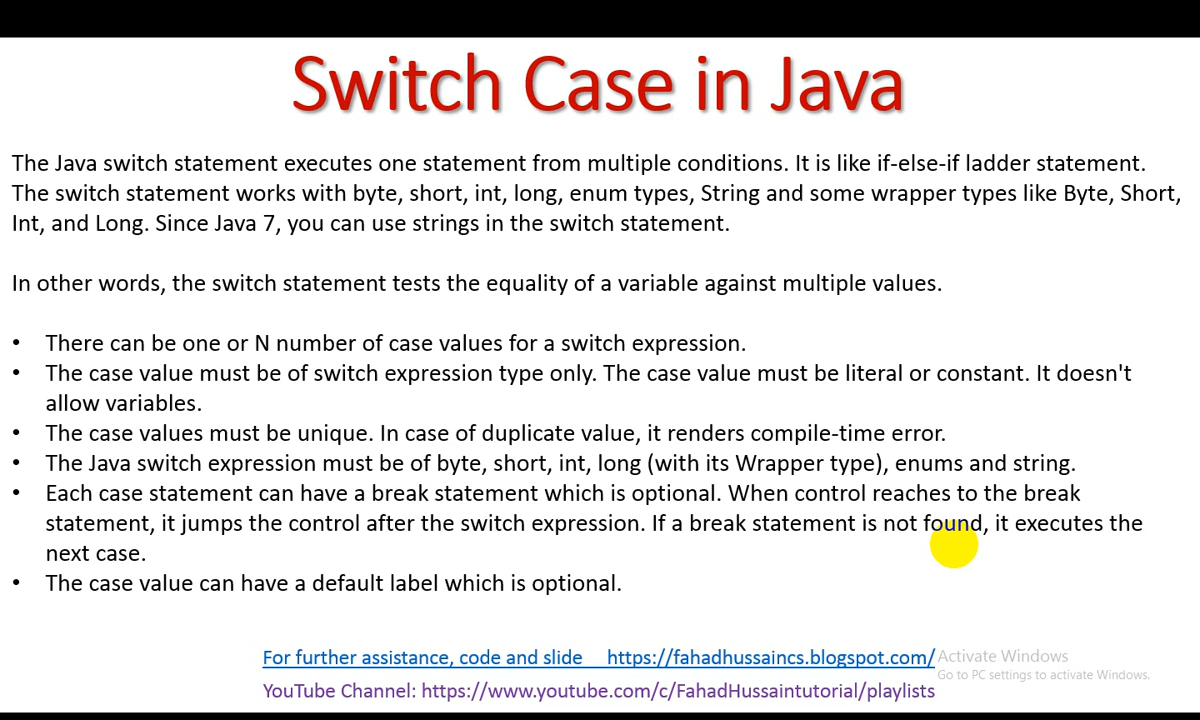 Switch Case in Java
The Java switch statement executes one statement from multiple conditions. It is like if-else-if ladder statement.
The switch statement works with byte, short, int, long, enum types, String and some wrapper types like Byte, Short,
Int, and Long. Since Java 7, you can use strings in the switch statement.
In other words, the switch statement tests the equality of a variable against multiple values.
• There can be one or N number of case values for a switch expression.
• The case value must be of switch expression type only. The case value must be literal or constant. It doesn't
allow variables.
• The case values must be unique. In case of duplicate value, it renders compile-time error.
• The Java switch expression must be of byte, short, int, long (with its Wrapper type), enums and string.
• Each case statement can have a break statement which is optional. When control reaches to the break
statement, it jumps the control after the switch expression. If a break statement is not found, it executes the
next case.
• The case value can have a default label which is optional.
For further assistance, code and slide https://fahadhussaincs.blogspot.com/
Activate Windows
Go to PC settings to activate Windows.
YouTube Channel: https://www.youtube.com/c/FahadHussaintutorial/playlists